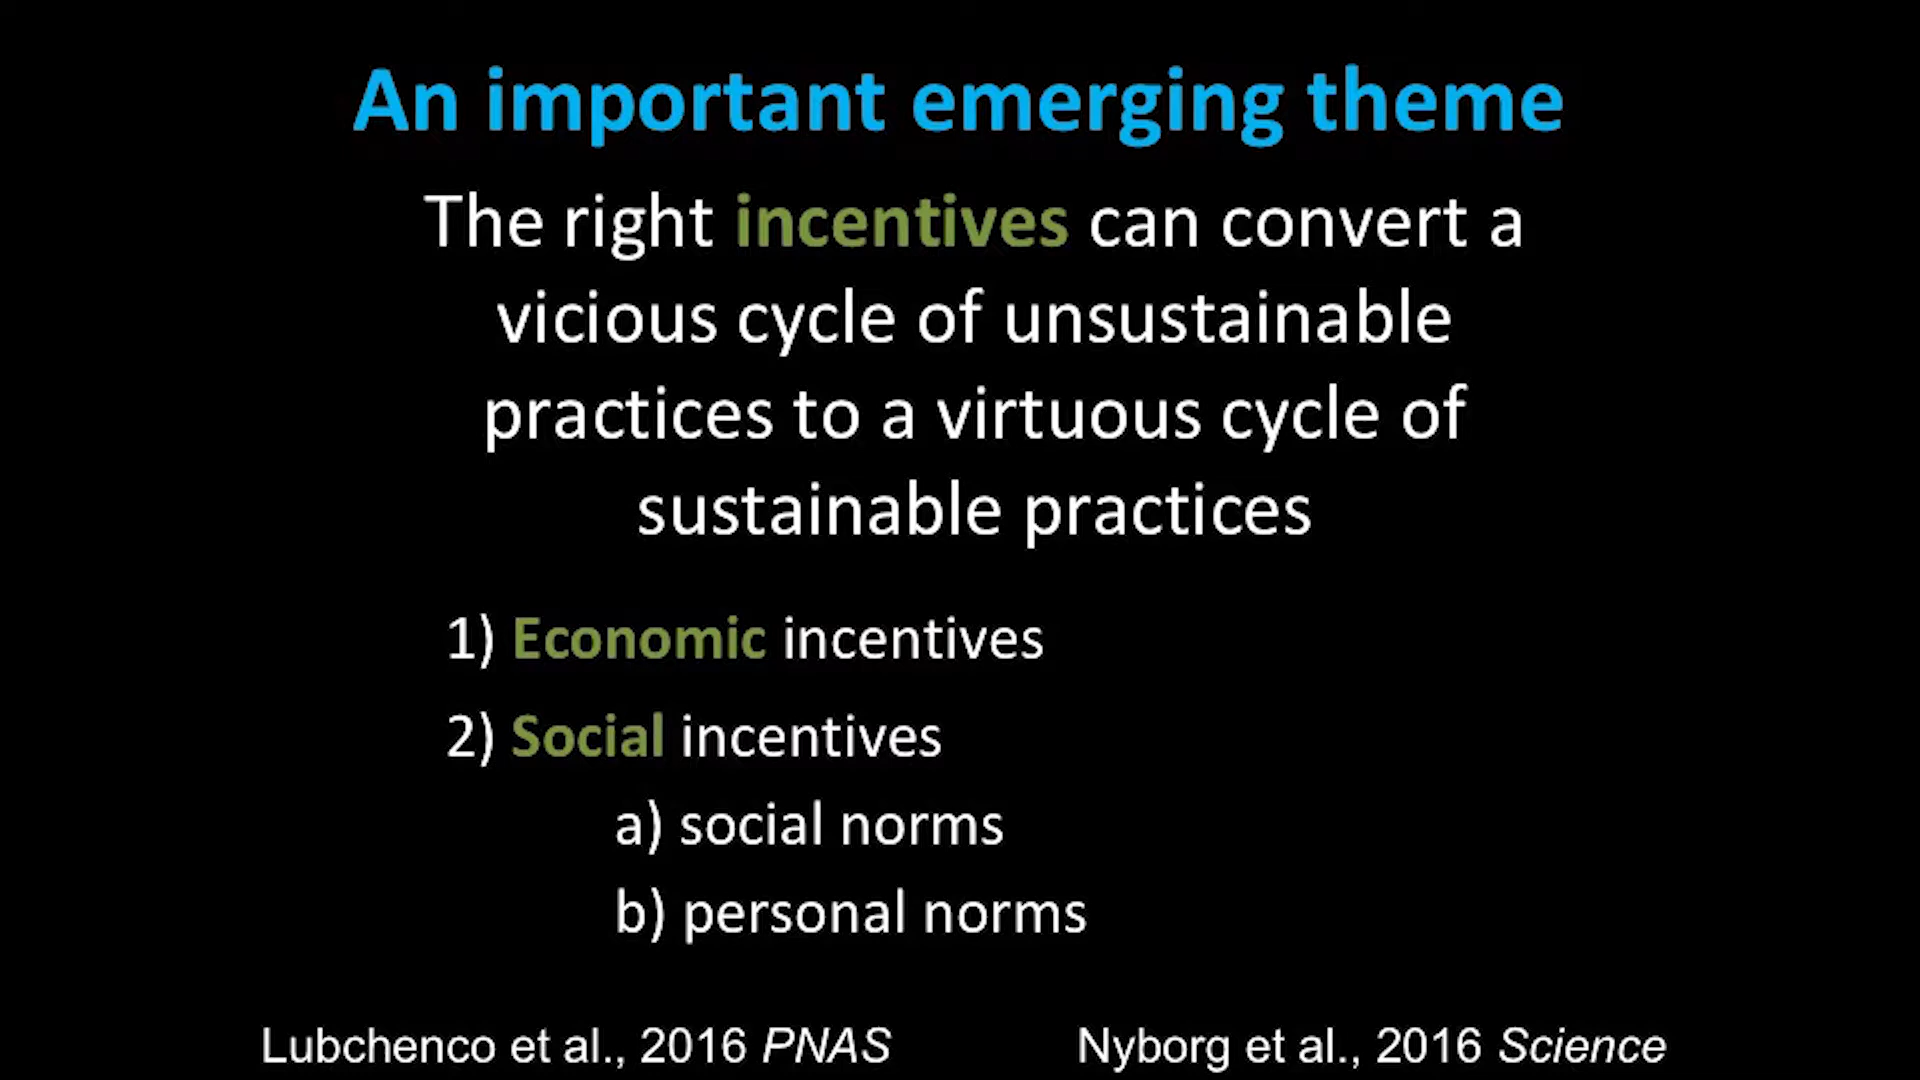 An important emerging theme
The right incentives can convert a
vicious cycle of unsustainable
practices to a virtuous cycle of
sustainable practices
1) Economic incentives
2) Social incentives
a) social norms
b) personal norms
Lubchenco et al., 2016 PNAS
Nyborg et al., 2016 Science